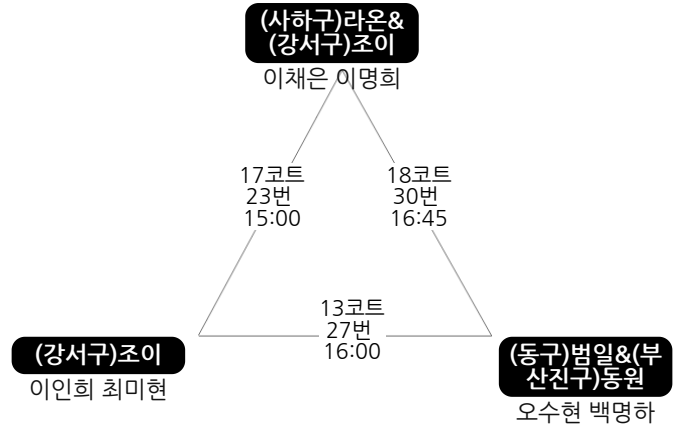 (사하구)라온&
(강서구)조이
이채은 이명희
17코트
23번
15:00
18코트
30번
16:45
13코트
27번
16:00
(강서구)조이
이인희 최미현
(동구)범일&(부
산진구)동원
오수현 백명하